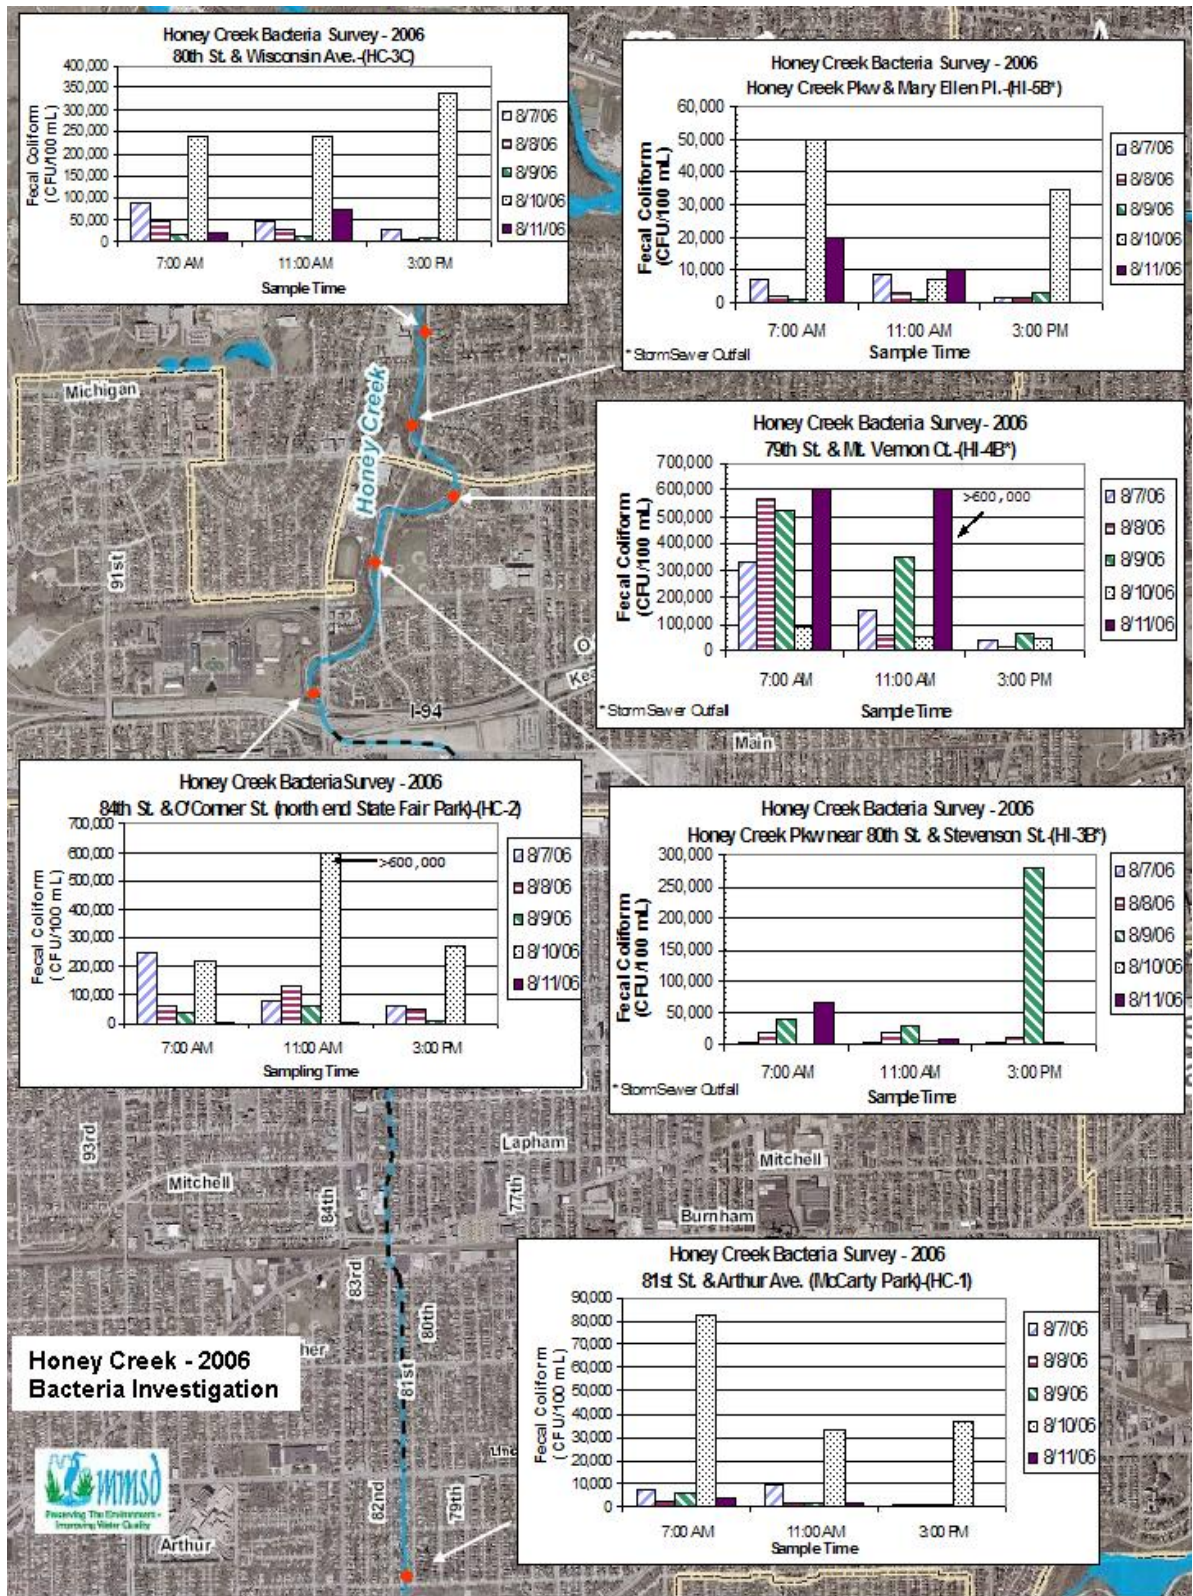 Honey Creek Bacteria Survey - 2006
80th St. & Wisconsin Ave.-(HC-3C)
Fecal Coliform
(CFU/100 mL)
400,000
350,000
300,000
250,000
200,000
150,000
100,000
50,000
0
7:00 AM
11:00 AM
3:00 PM
Sample Time
8/7/06
8/8/06
8/9/06
8/10/06
8/11/06
Honey Creek Bacteria Survey - 2006
Honey Creek Pkw & Mary Ellen Pl.-(HI-5B*)
Fecal Coliform
(CFU/100 mL)
60,000
50,000
40,000
30,000
20,000
10,000
0
7:00 AM
11:00 AM
3:00 PM
* Storm Sewer Outfall
Sample Time
8/7/06
8/8/06
8/9/06
8/10/06
8/11/06
Michigan
Honey Creek
91st
Honey Creek Bacteria Survey - 2006
79th St. & Mt. Vernon Ct.-(HI-4B*)
Fecal Coliform
(CFU/100 mL)
700,000
600,000
500,000
400,000
300,000
200,000
100,000
0
>600,000
7:00 AM
11:00 AM
3:00 PM
* Storm Sewer Outfall
Sample Time
8/7/06
8/8/06
8/9/06
8/10/06
8/11/06
I-94
Main
Honey Creek Bacteria Survey - 2006
84th St. & O'Conner St. (north end State Fair Park)-(HC-2)
Fecal Coliform
(CFU/100 mL)
700,000
600,000
500,000
400,000
300,000
200,000
100,000
0
>600,000
7:00 AM
11:00 AM
3:00 PM
Sampling Time
8/7/06
8/8/06
8/9/06
8/10/06
8/11/06
Honey Creek Bacteria Survey - 2006
Honey Creek Pkw near 80th St. & Stevenson St.-(HI-3B*)
Fecal Coliform
(CFU/100 mL)
300,000
250,000
200,000
150,000
100,000
50,000
0
7:00 AM
11:00 AM
3:00 PM
* Storm Sewer Outfall
Sample Time
8/7/06
8/8/06
8/9/06
8/10/06
8/11/06
93rd
Lapham
Mitchell
Mitchell
84th
77th
Burnham
83rd
80th
81st
Honey Creek Bacteria Survey - 2006
81st St. & Arthur Ave. (McCarty Park)-(HC-1)
Fecal Coliform
(CFU/100 mL)
90,000
80,000
70,000
60,000
50,000
40,000
30,000
20,000
10,000
0
7:00 AM
11:00 AM
3:00 PM
Sample Time
8/7/06
8/8/06
8/9/06
8/10/06
8/11/06
Honey Creek - 2006
Bacteria Investigation
mmsd
Preserving The Environment -
Improving Water Quality
82nd
79th
Arthur